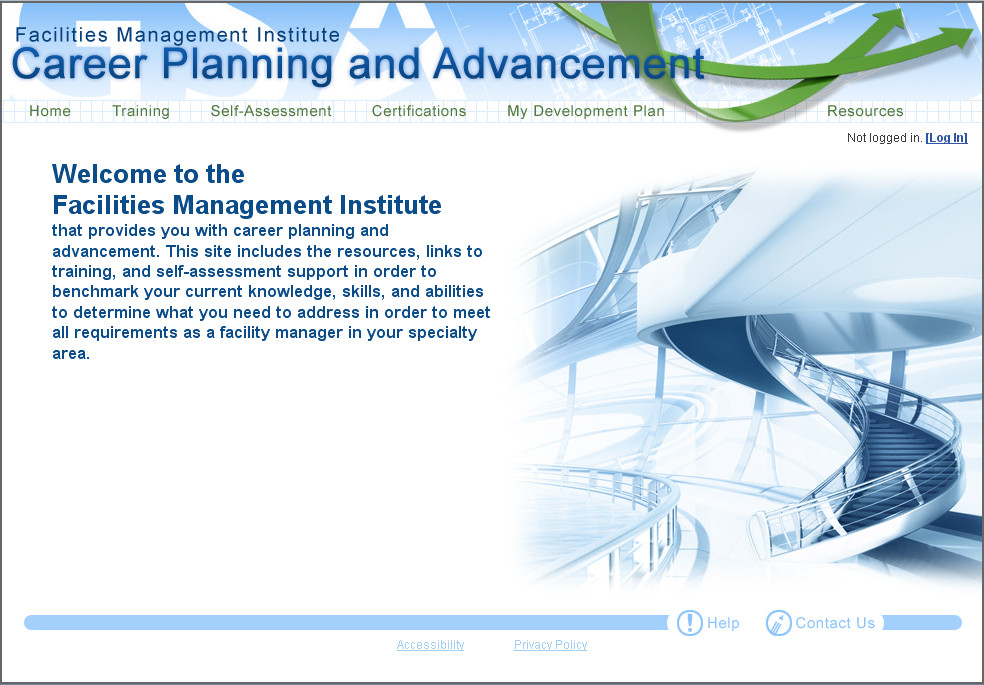 GSA
Facilities Management Institute
Career Planning and Advancement
Home Training Self-Assessment Certifications My Development Plan Resources
Not logged in. [Log In]
Welcome to the
Facilities Management Institute
that provides you with career planning and
advancement. This site includes the resources, links to
training, and self-assessment support in order to
benchmark your current knowledge, skills, and abilities
to determine what you need to address in order to meet
all requirements as a facility manager in your specialty
area.
Help Contact Us
Accessibility Privacy Policy